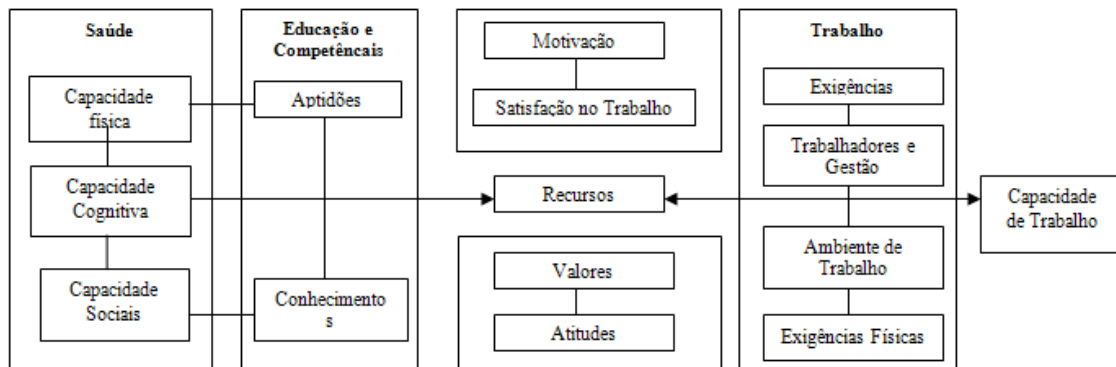 Saúde
Capacidade
física
Capacidade
Cognitiva
Capacidade
Sociais
Educação e
Competêncais
Aptidões
Conhecimento
s
Motivação
Satisfação no Trabalho
Recursos
Valores
Atitudes
Trabalho
Exigências
Trabalhadores e
Gestão
Ambiente de
Trabalho
Exigências Físicas
Capacidade
de Trabalho